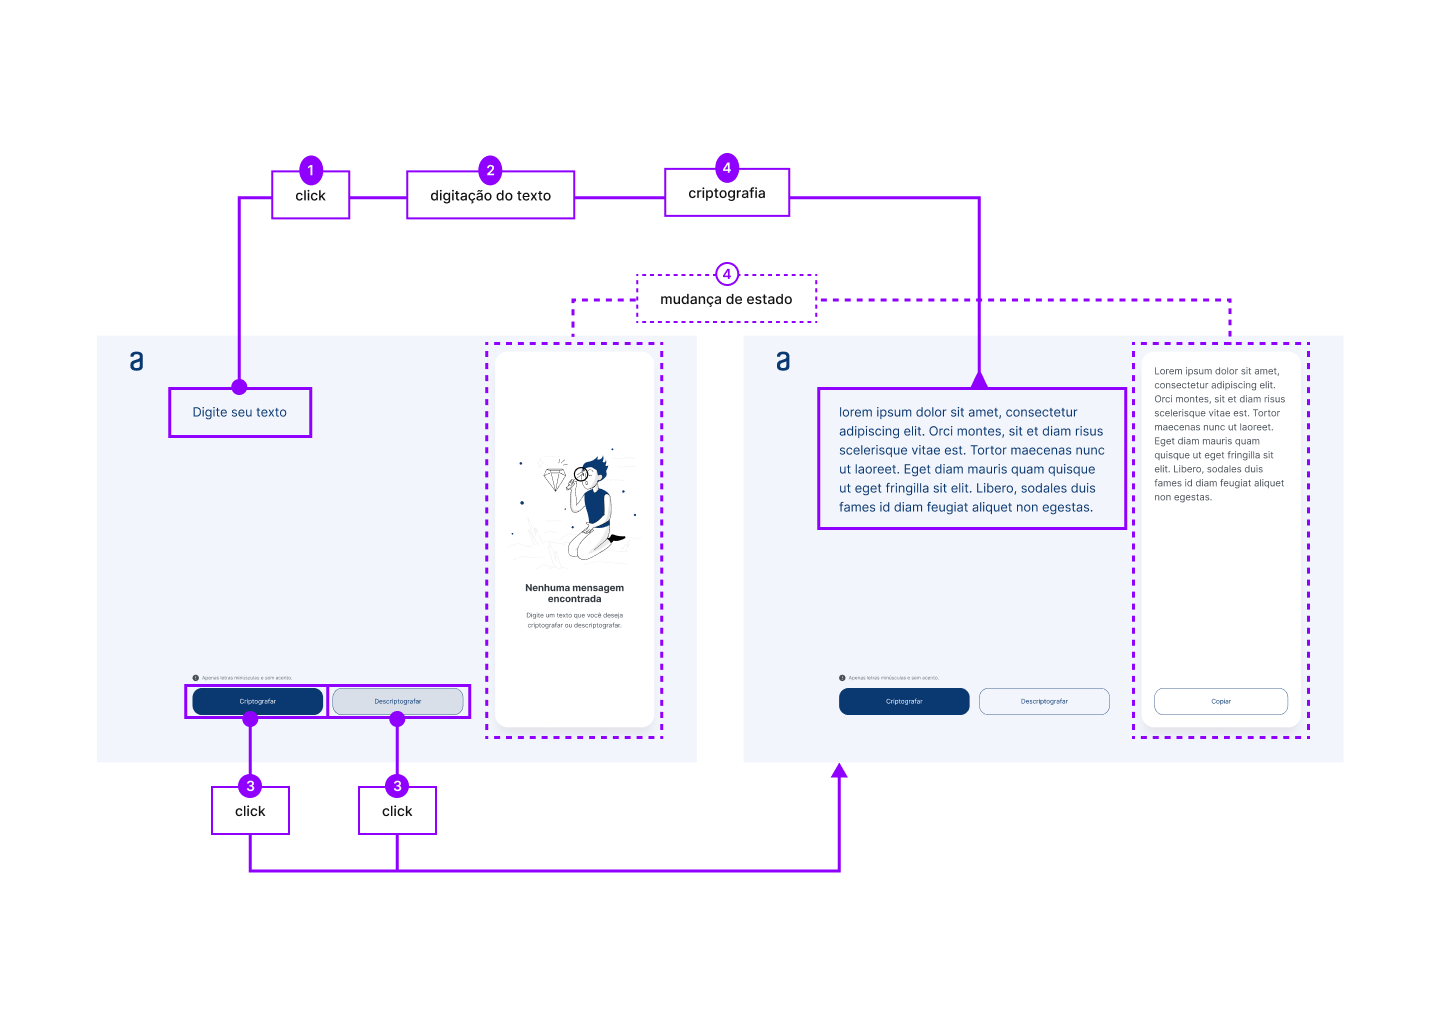 1
click
2
digitação do texto
4
criptografia
4
mudança de estado
a
Digite seu texto
Nenhuma mensagem
encontrada
Digite um texto que você deseja
criptografar ou descriptografar.
! Apenas letras minúsculas e sem acento.
Criptografar
Descriptografar
3
click
3
click
a
lorem ipsum dolor sit amet, consectetur
adipiscing elit. Orci montes, sit et diam risus
scelerisque vitae est. Tortor maecenas nunc
ut laoreet. Eget diam mauris quam quisque
ut eget fringilla sit elit. Libero, sodales duis
fames id diam feugiat aliquet non egestas.
! Apenas letras minúsculas e sem acento.
Criptografar
Descriptografar
Lorem ipsum dolor sit amet,
consectetur adipiscing elit.
Orci montes, sit et diam risus
scelerisque vitae est. Tortor
maecenas nunc ut laoreet.
Eget diam mauris quam
quisque ut eget fringilla sit
elit. Libero, sodales duis
fames id diam feugiat aliquet
non egestas.
Copiar